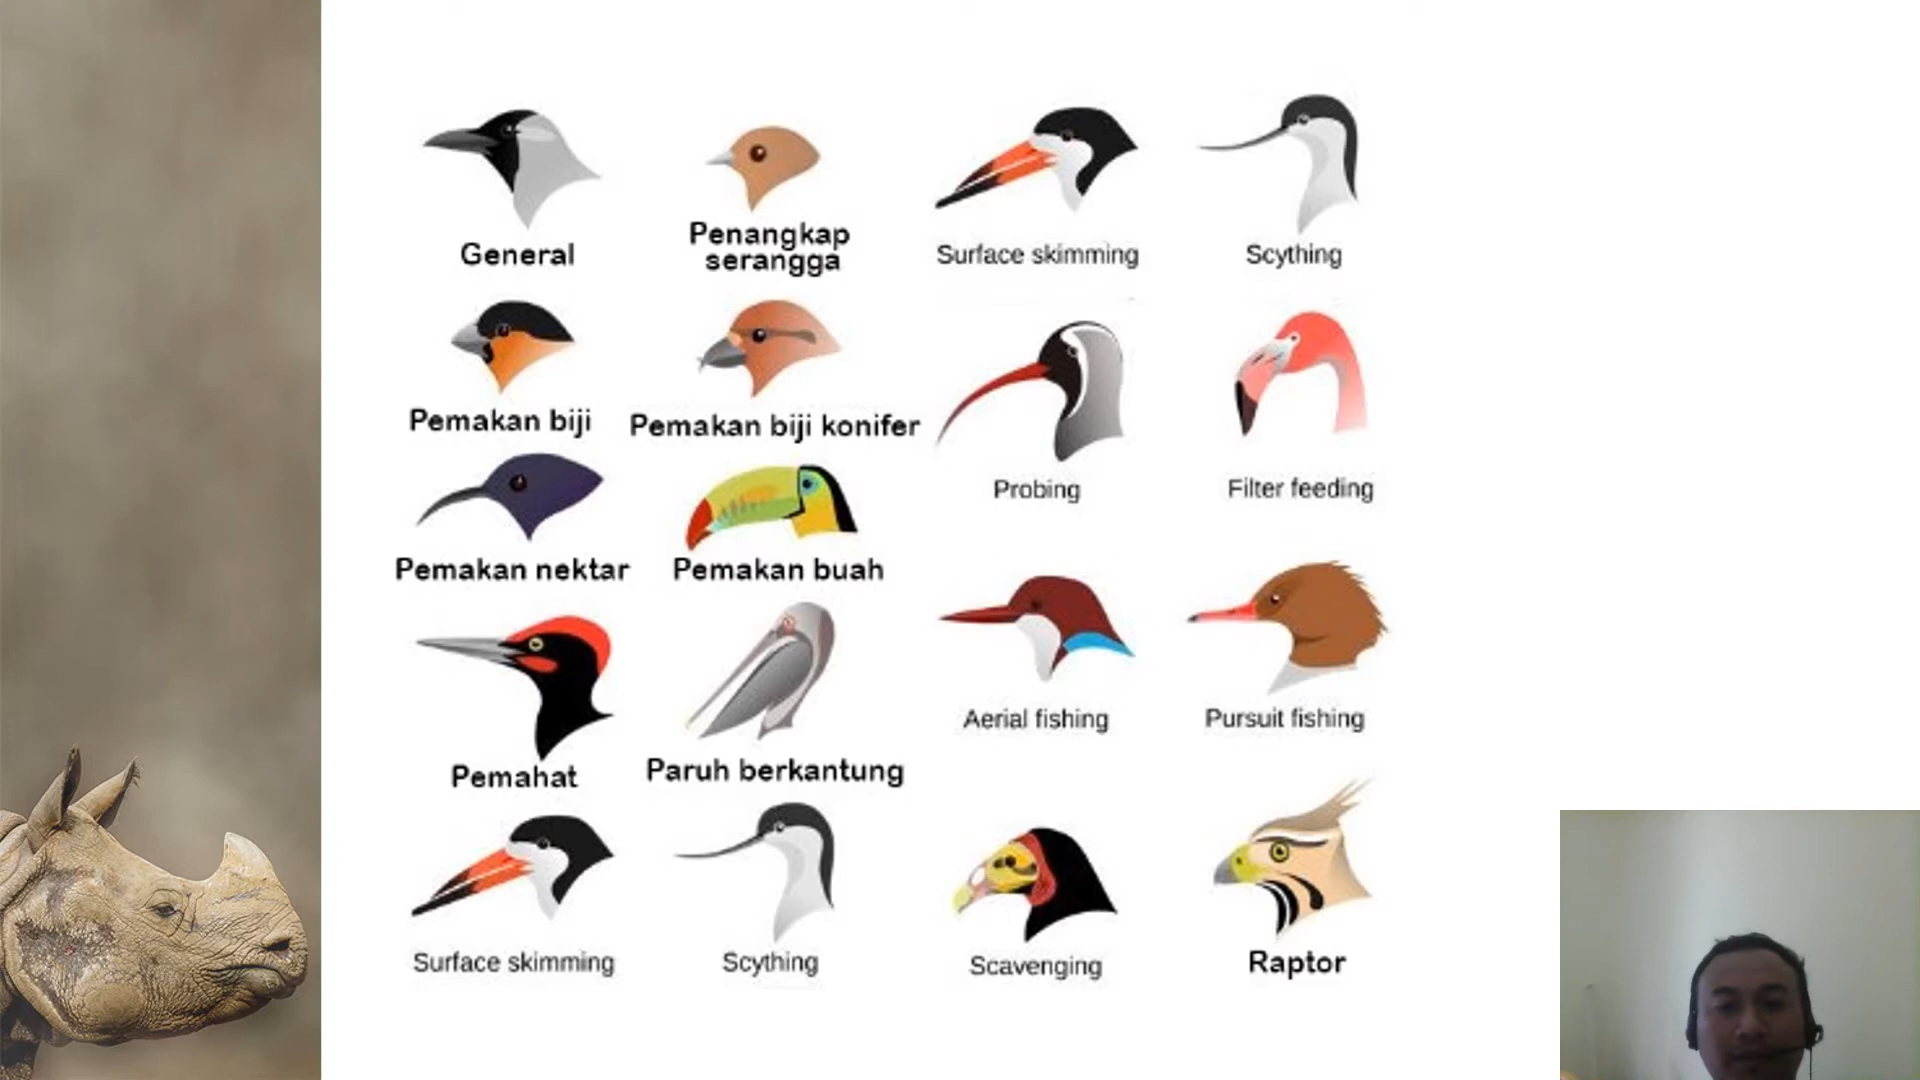 General
Penangkap
serangga
Surface skimming
Scything
Pemakan biji
Pemakan biji konifer
Probing
Filter feeding
Pemakan nektar
Pemakan buah
Aerial fishing
Pursuit fishing
Pemahat
Paruh berkantung
Surface skimming
Scything
Scavenging
Raptor